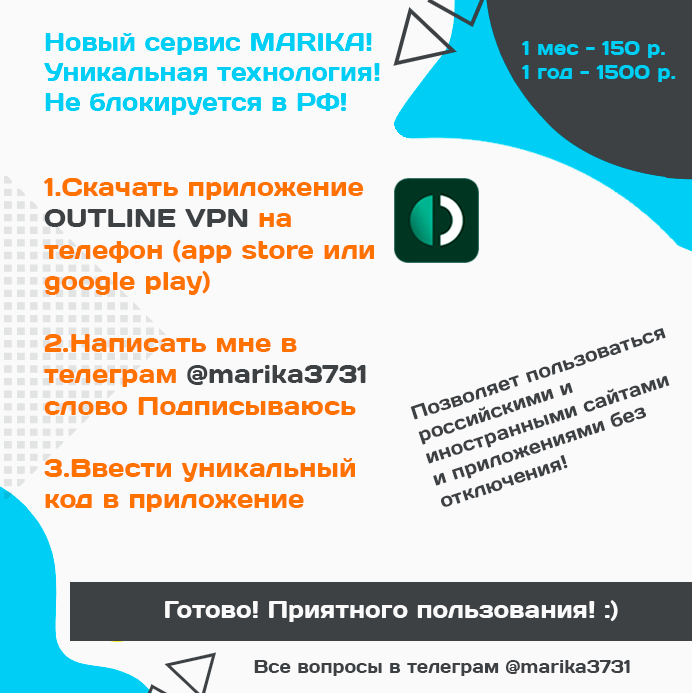 Новый сервис MARIKA!
Уникальная технология!
Не блокируется в РФ!
1 мес - 150 р.
1 год - 1500 р.
1.Скачать приложение
OUTLINE VPN на
телефон (app store или
google play)
2.Написать мне в
телеграм @marika3731
слово Подписываюсь
3.Ввести уникальный
код в приложение
Позволяет пользоваться
российскими и
иностранными сайтами
и приложениями без
отключения!
Готово! Приятного пользования! :)
Все вопросы в телеграм @marika3731